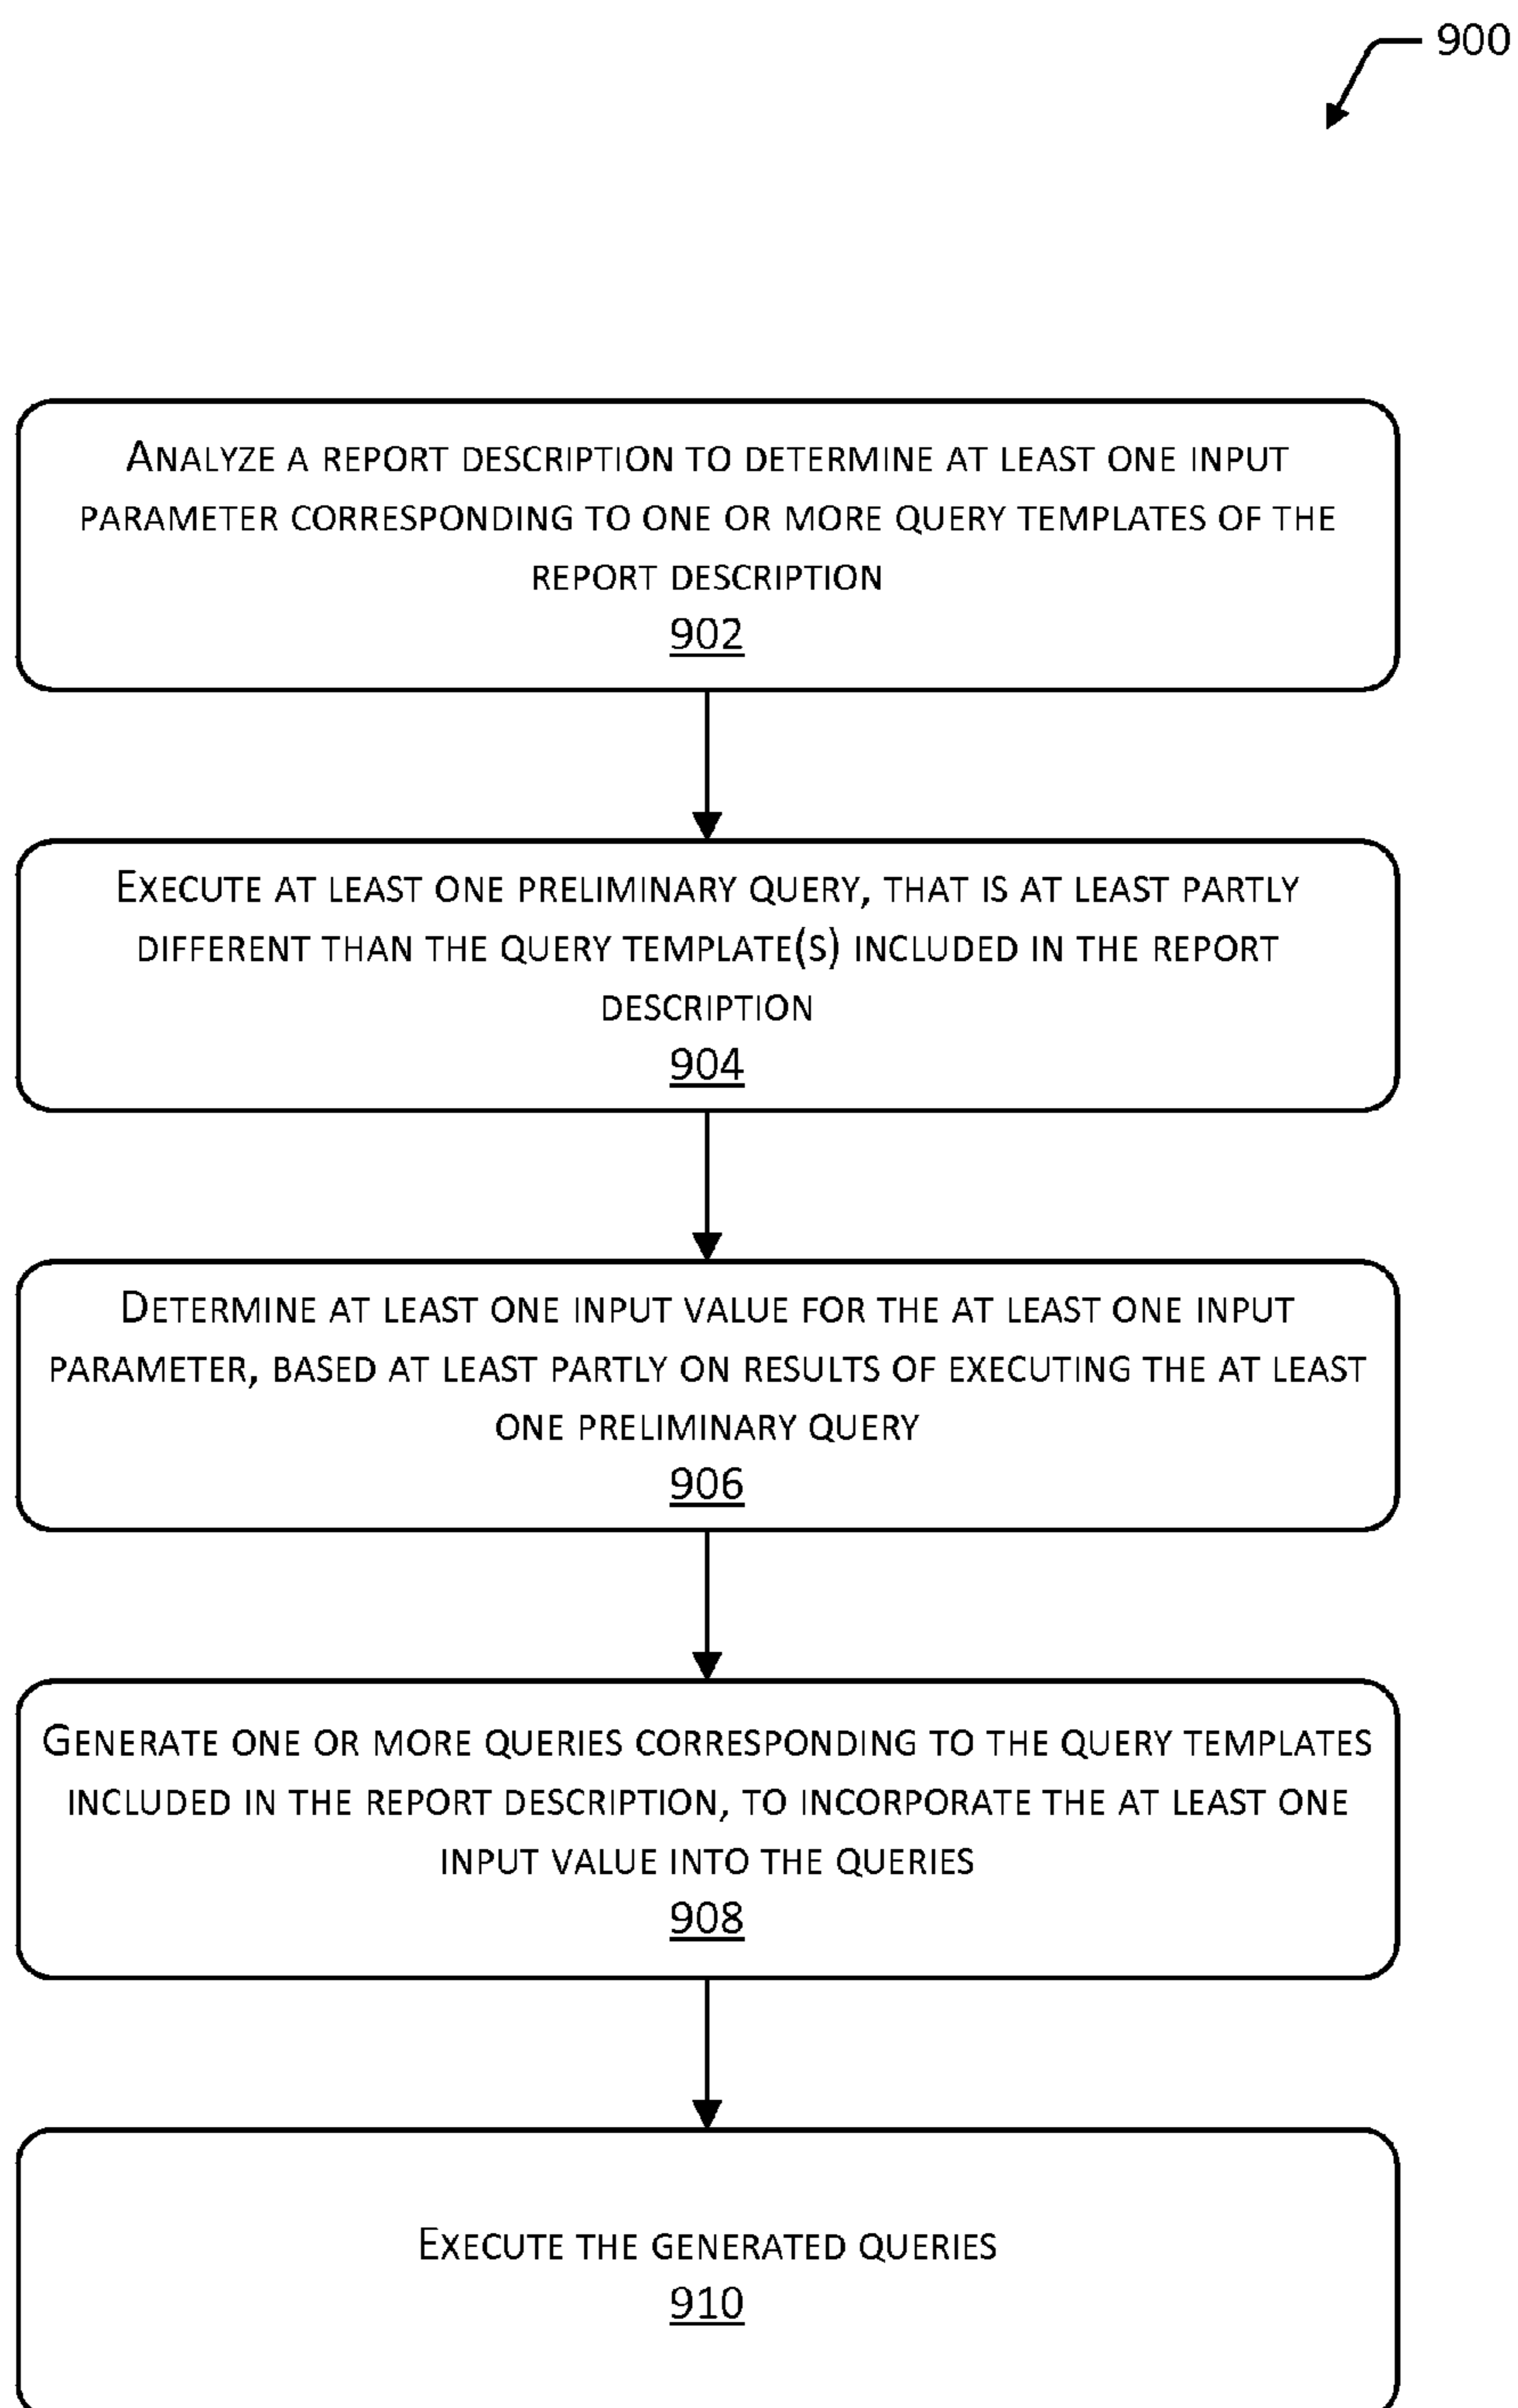 900
ANALYZE A REPORT DESCRIPTION TO DETERMINE AT LEAST ONE INPUT
PARAMETER CORRESPONDING TO ONE OR MORE QUERY TEMPLATES OF THE
REPORT DESCRIPTION
902
EXECUTE AT LEAST ONE PRELIMINARY QUERY, THAT IS AT LEAST PARTLY
DIFFERENT THAN THE QUERY TEMPLATE(S) INCLUDED IN THE REPORT
DESCRIPTION
904
DETERMINE AT LEAST ONE INPUT VALUE FOR THE AT LEAST ONE INPUT
PARAMETER, BASED AT LEAST PARTLY ON RESULTS OF EXECUTING THE AT LEAST
ONE PRELIMINARY QUERY
906
GENERATE ONE OR MORE QUERIES CORRESPONDING TO THE QUERY TEMPLATES
INCLUDED IN THE REPORT DESCRIPTION, TO INCORPORATE THE AT LEAST ONE
INPUT VALUE INTO THE QUERIES
908
EXECUTE THE GENERATED QUERIES
910